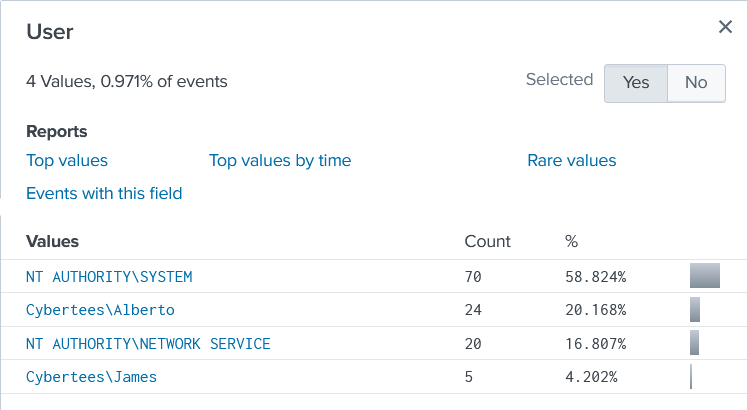 User
4 Values, 0.971% of events
Selected Yes No
Reports
Top values Top values by time Rare values
Events with this field
Values Count %
NT AUTHORITY\SYSTEM 70 58.824%
Cybertees\Alberto 24 20.168%
NT AUTHORITY\NETWORK SERVICE 20 16.807%
Cybertees\James 5 4.202%